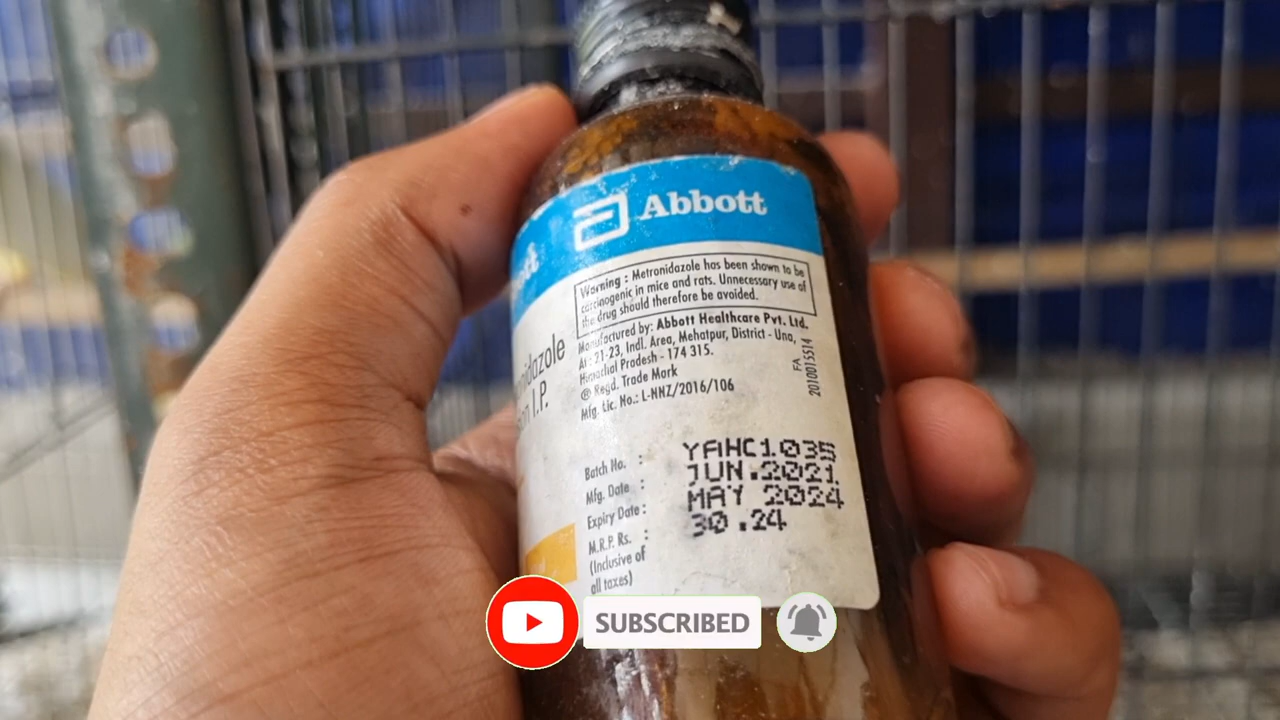 Abbott
Warning : Metronidazole has been shown to be
carcinogenic in mice and rats. Unnecessary use of
the drug should therefore be avoided.
Manufactured by: Abbott Healthcare Pvt. Ltd.
At : 21-23, Indl. Area, Mehatpur, District - Una,
Himachal Pradesh - 174 315.
® Regd. Trade Mark
Mfg. Lic. No.: L-NNZ/2016/106
FA
2010015514
I.P.
Batch No. : YAHC1035
Mfg. Date : JUN.2021
Expiry Date : MAY 2024
M.R.P. Rs. : 30.24
(Inclusive of
all taxes)
SUBSCRIBED